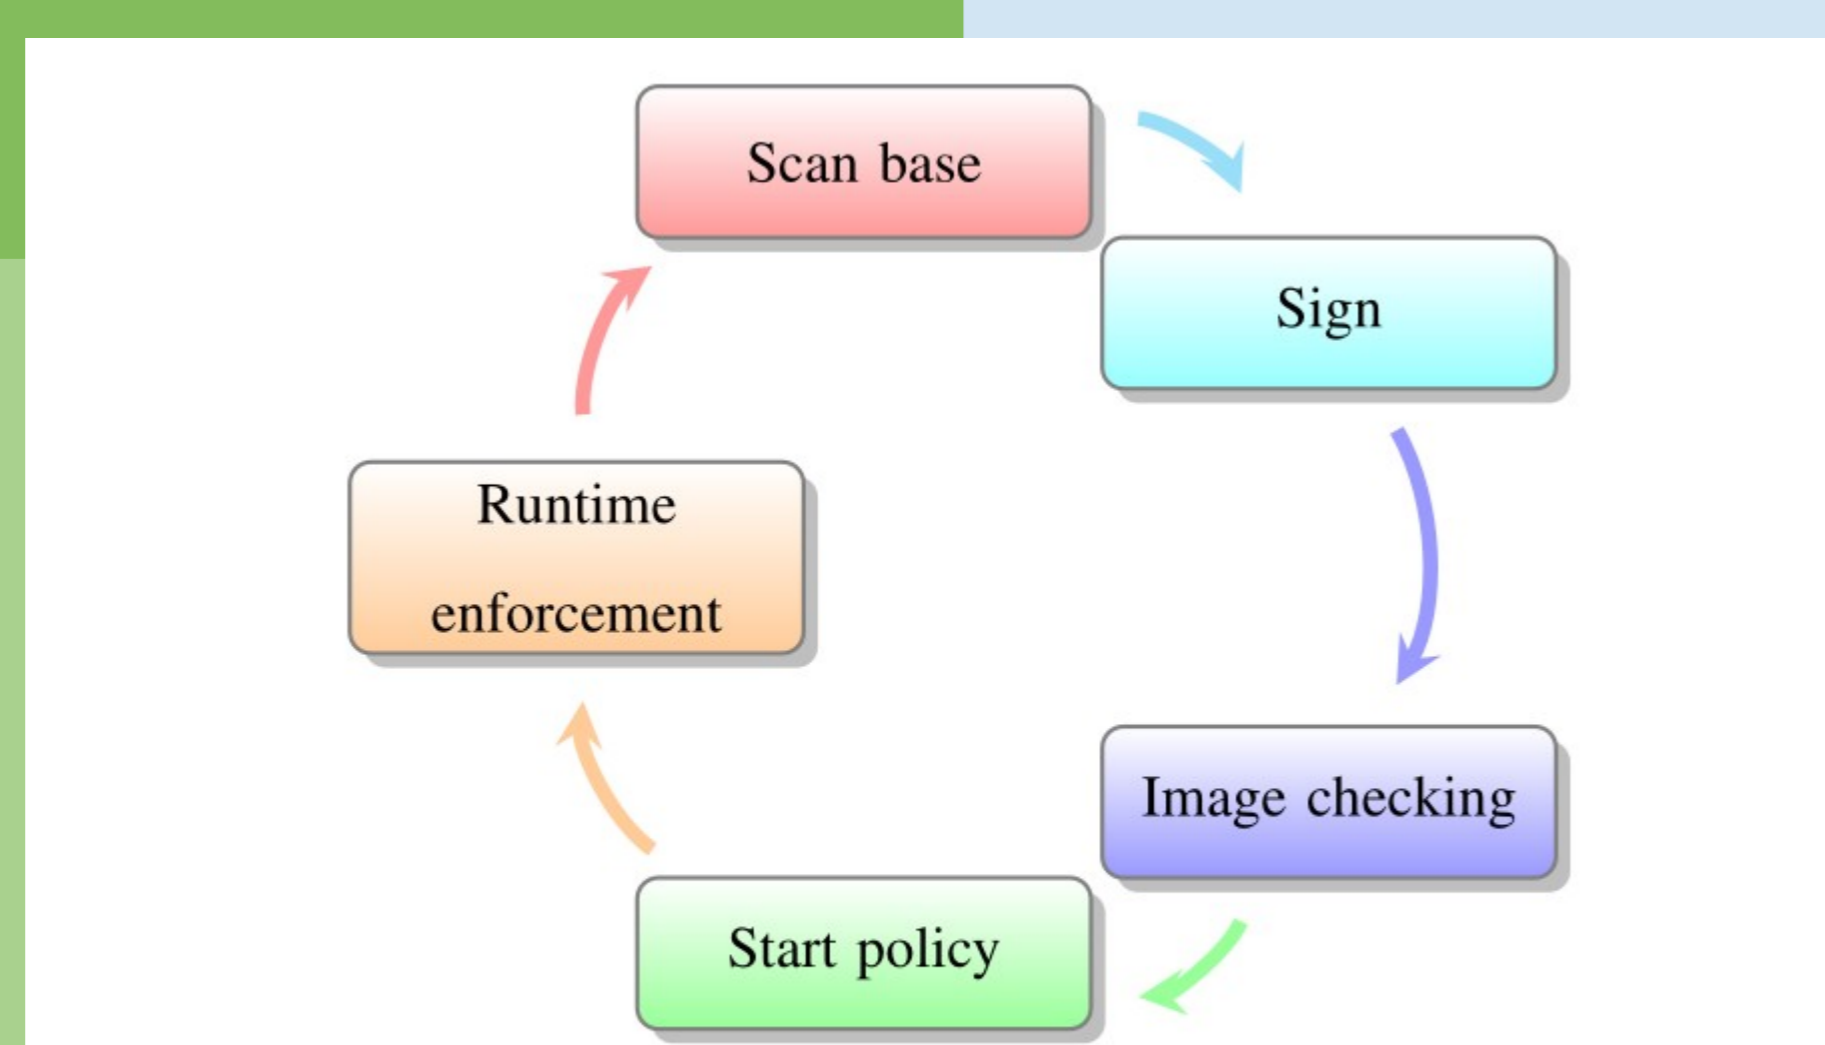 Scan base
Sign
Image checking
Start policy
Runtime
enforcement